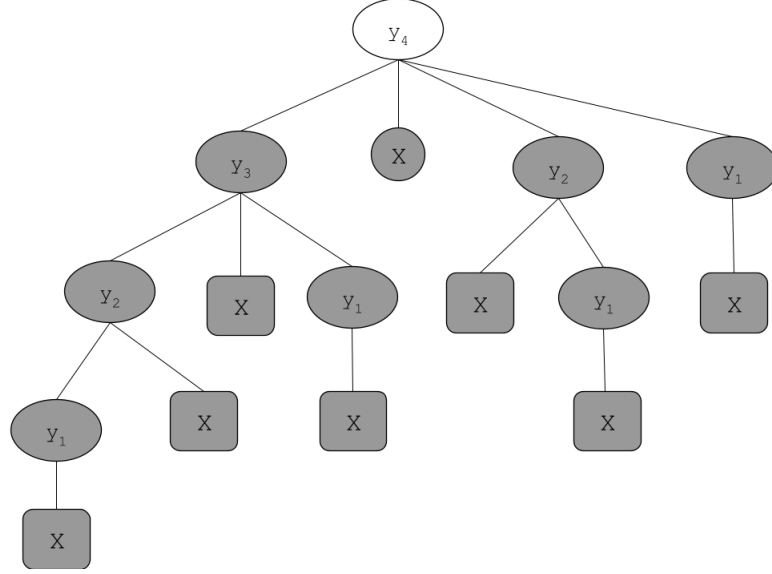 y₄
y₃ X y₂ y₁
y₂ X y₁ X y₁ X
y₁ X X X
X